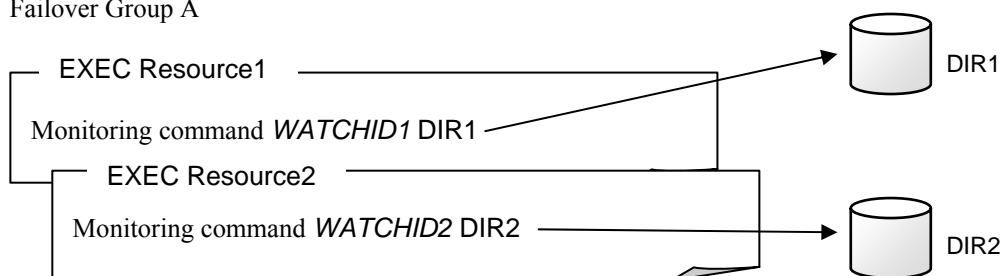 Failover Group A
EXEC Resource1
DIR1
Monitoring command WATCHID1 DIR1
EXEC Resource2
Monitoring command WATCHID2 DIR2
DIR2